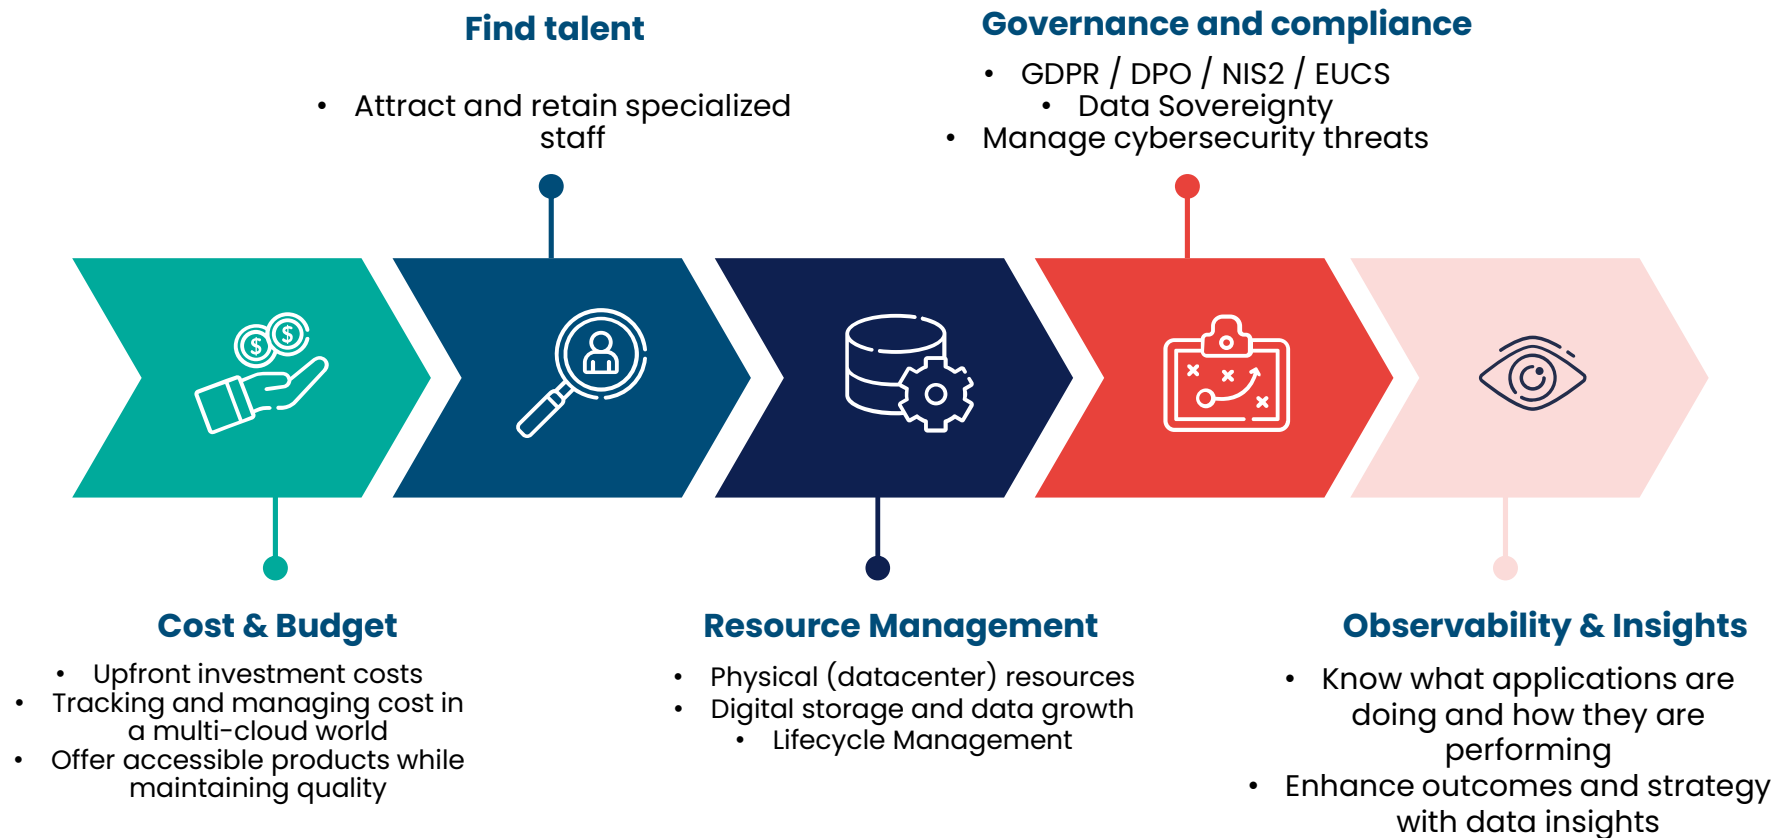 Find talent
• Attract and retain specialized
staff
Governance and compliance
• GDPR / DPO / NIS2 / EUCS
• Data Sovereignty
• Manage cybersecurity threats
$ $
Cost & Budget
• Upfront investment costs
• Tracking and managing cost in
a multi-cloud world
• Offer accessible products while
maintaining quality
Resource Management
• Physical (datacenter) resources
• Digital storage and data growth
• Lifecycle Management
Observability & Insights
• Know what applications are
doing and how they are
performing
• Enhance outcomes and strategy
with data insights